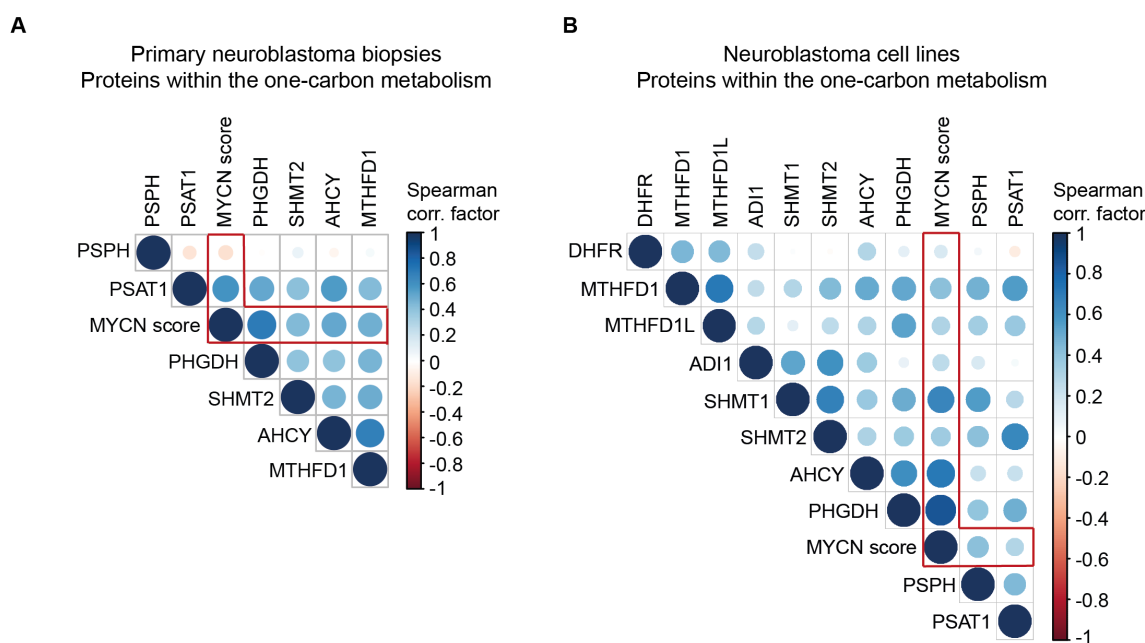 A
Primary neuroblastoma biopsies
Proteins within the one-carbon metabolism
PSPH
PSAT1
MYCN score
PHGDH
SHMT2
AHCY
MTHFD1
Spearman
corr. factor
PSPH
PSAT1
MYCN score
PHGDH
SHMT2
AHCY
MTHFD1
1
0.8
0.6
0.4
0.2
0
-0.2
-0.4
-0.6
-0.8
-1
B
Neuroblastoma cell lines
Proteins within the one-carbon metabolism
DHFR
MTHFD1
MTHFD1L
ADI1
SHMT1
SHMT2
AHCY
PHGDH
MYCN score
PSPH
PSAT1
Spearman
corr. factor
DHFR
MTHFD1
MTHFD1L
ADI1
SHMT1
SHMT2
AHCY
PHGDH
MYCN score
PSPH
PSAT1
1
0.8
0.6
0.4
0.2
0
-0.2
-0.4
-0.6
-0.8
-1